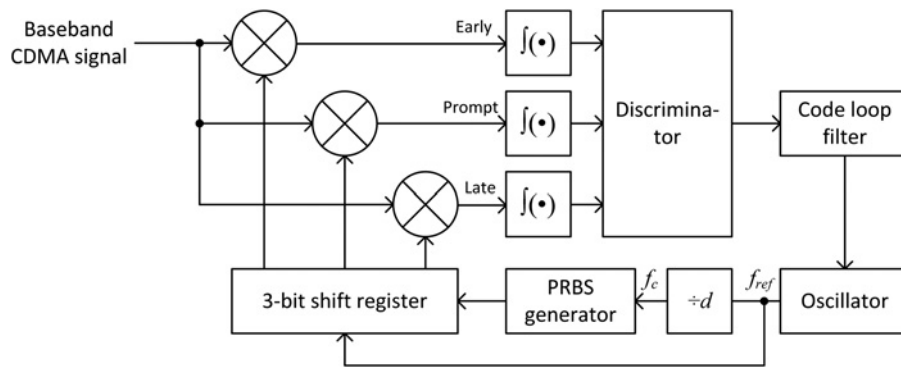 Baseband
CDMA signal
Early
∫(•)
Prompt
∫(•)
Late
∫(•)
Discrimina-
tor
Code loop
filter
3-bit shift register
PRBS
generator
f_c
÷d
f_ref
Oscillator